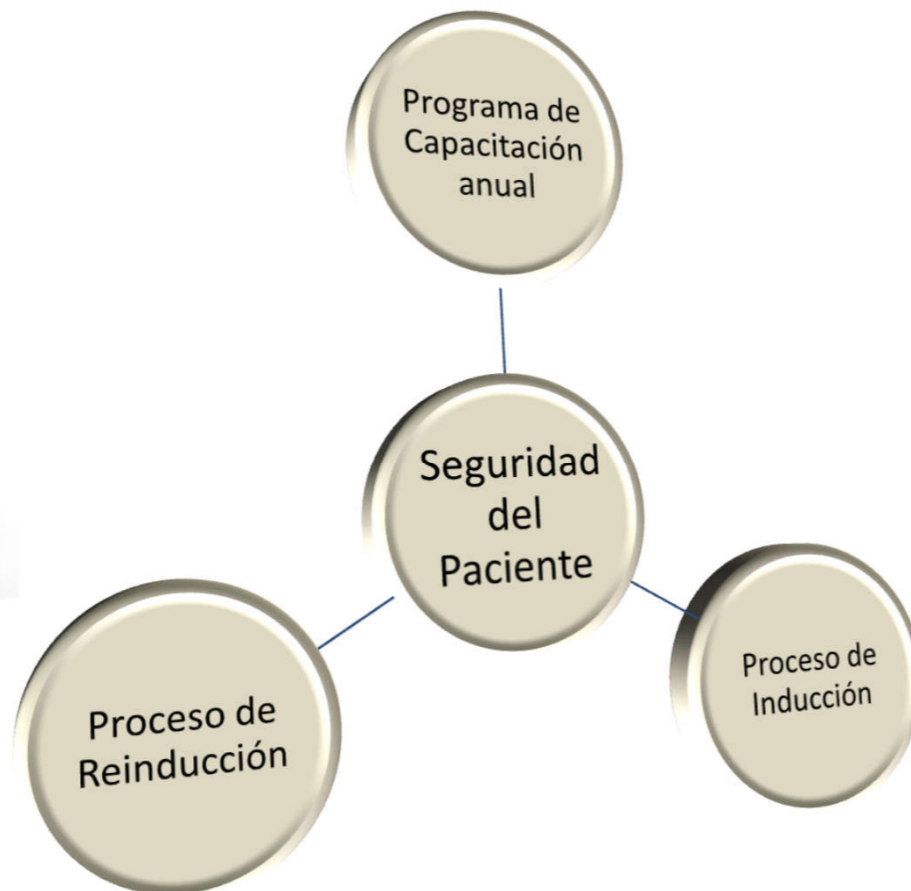 Programa de
Capacitación
anual
Seguridad
del
Paciente
Proceso de
Inducción
Proceso de
Reinducción